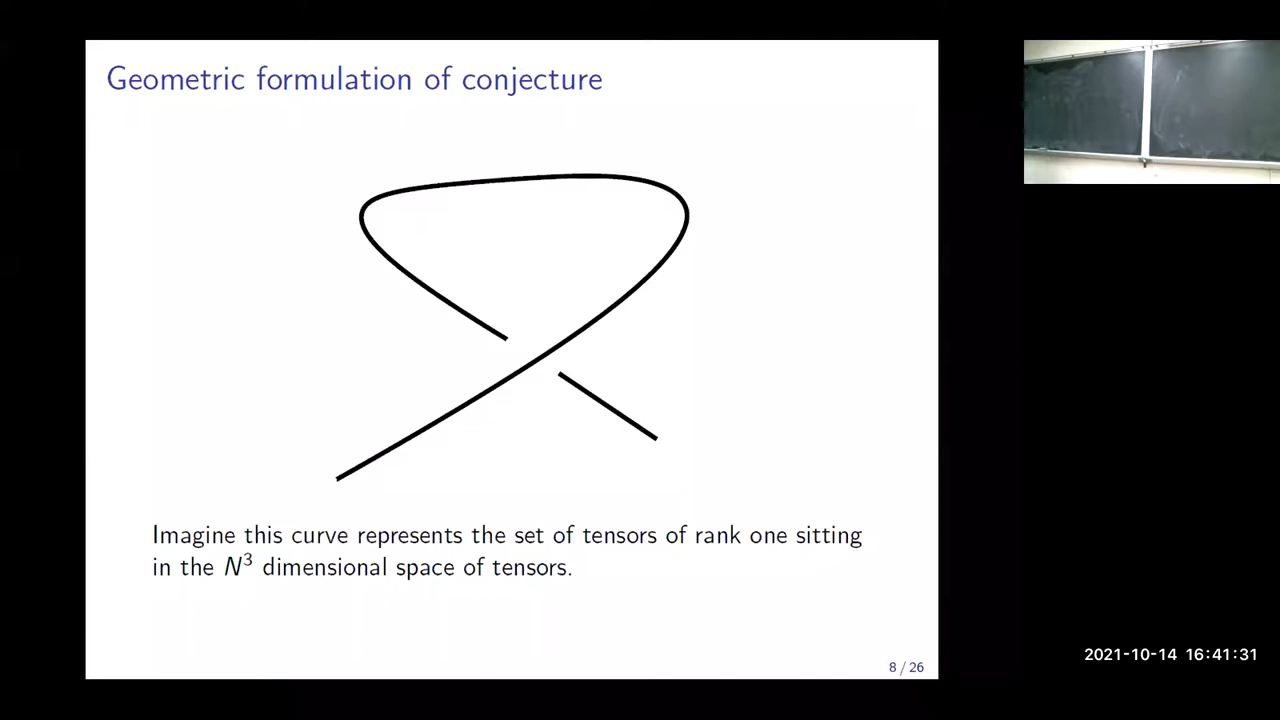 Geometric formulation of conjecture
Imagine this curve represents the set of tensors of rank one sitting
in the N³ dimensional space of tensors.
8 / 26
2021-10-14 16:41:31